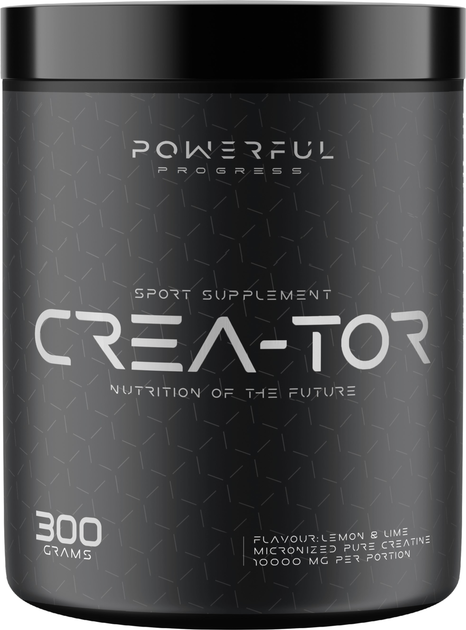 POWERFUL
PROGRESS
SPORT SUPPLEMENT
CREA-TOR
NUTRITION OF THE FUTURE
300
GRAMS
FLAVOUR: LEMON & LIME
MICRONIZED PURE CREATINE
10000 MG PER PORTION